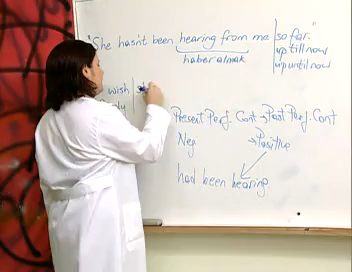 "She hasn't been hearing from me so far."
haber almak
up till now
up until now
wish
Present Perf. Cont → Past Perf. Cont
Neg → Positive
had been hearing